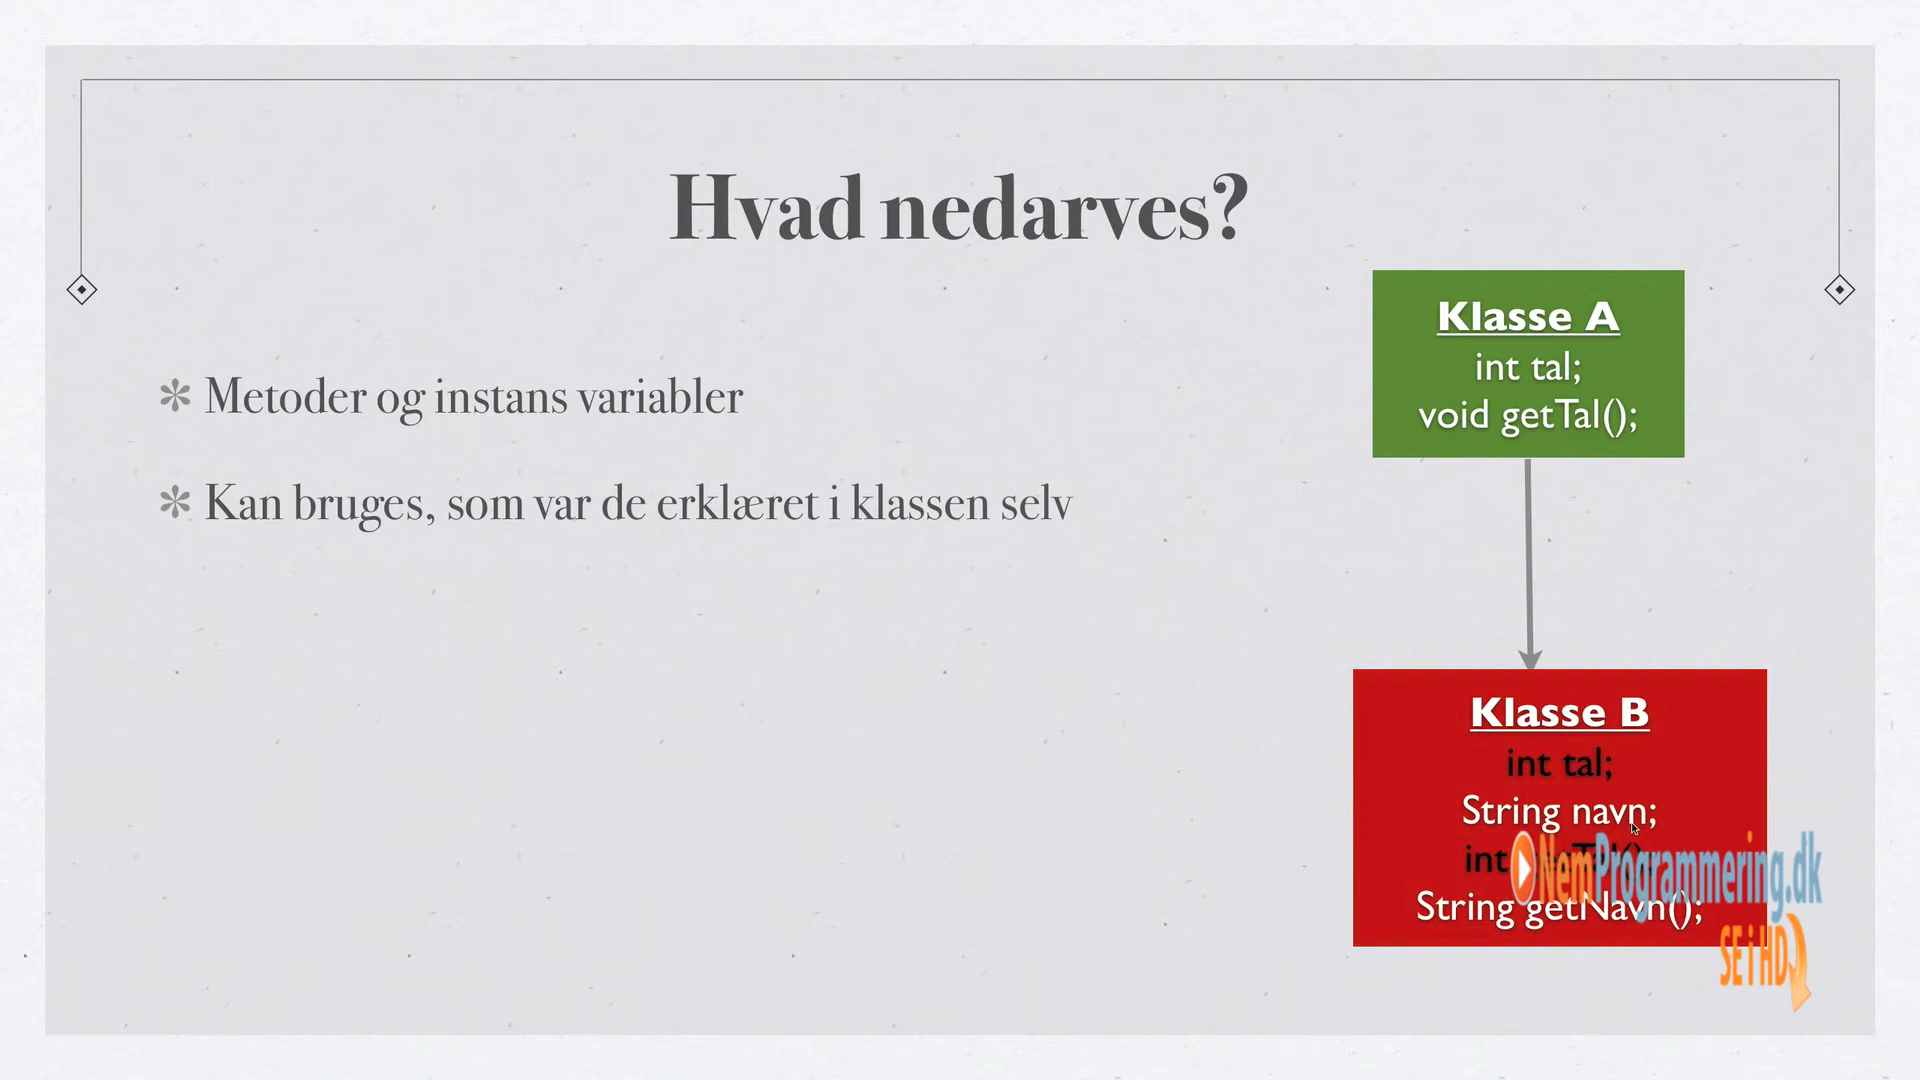 Hvad nedarves?
Metoder og instans variabler
Kan bruges, som var de erklæret i klassen selv
Klasse A
int tal;
void getTal();
Klasse B
int tal;
String navn;
int
String getNavn();
NemProgrammering.dk
SE i HD